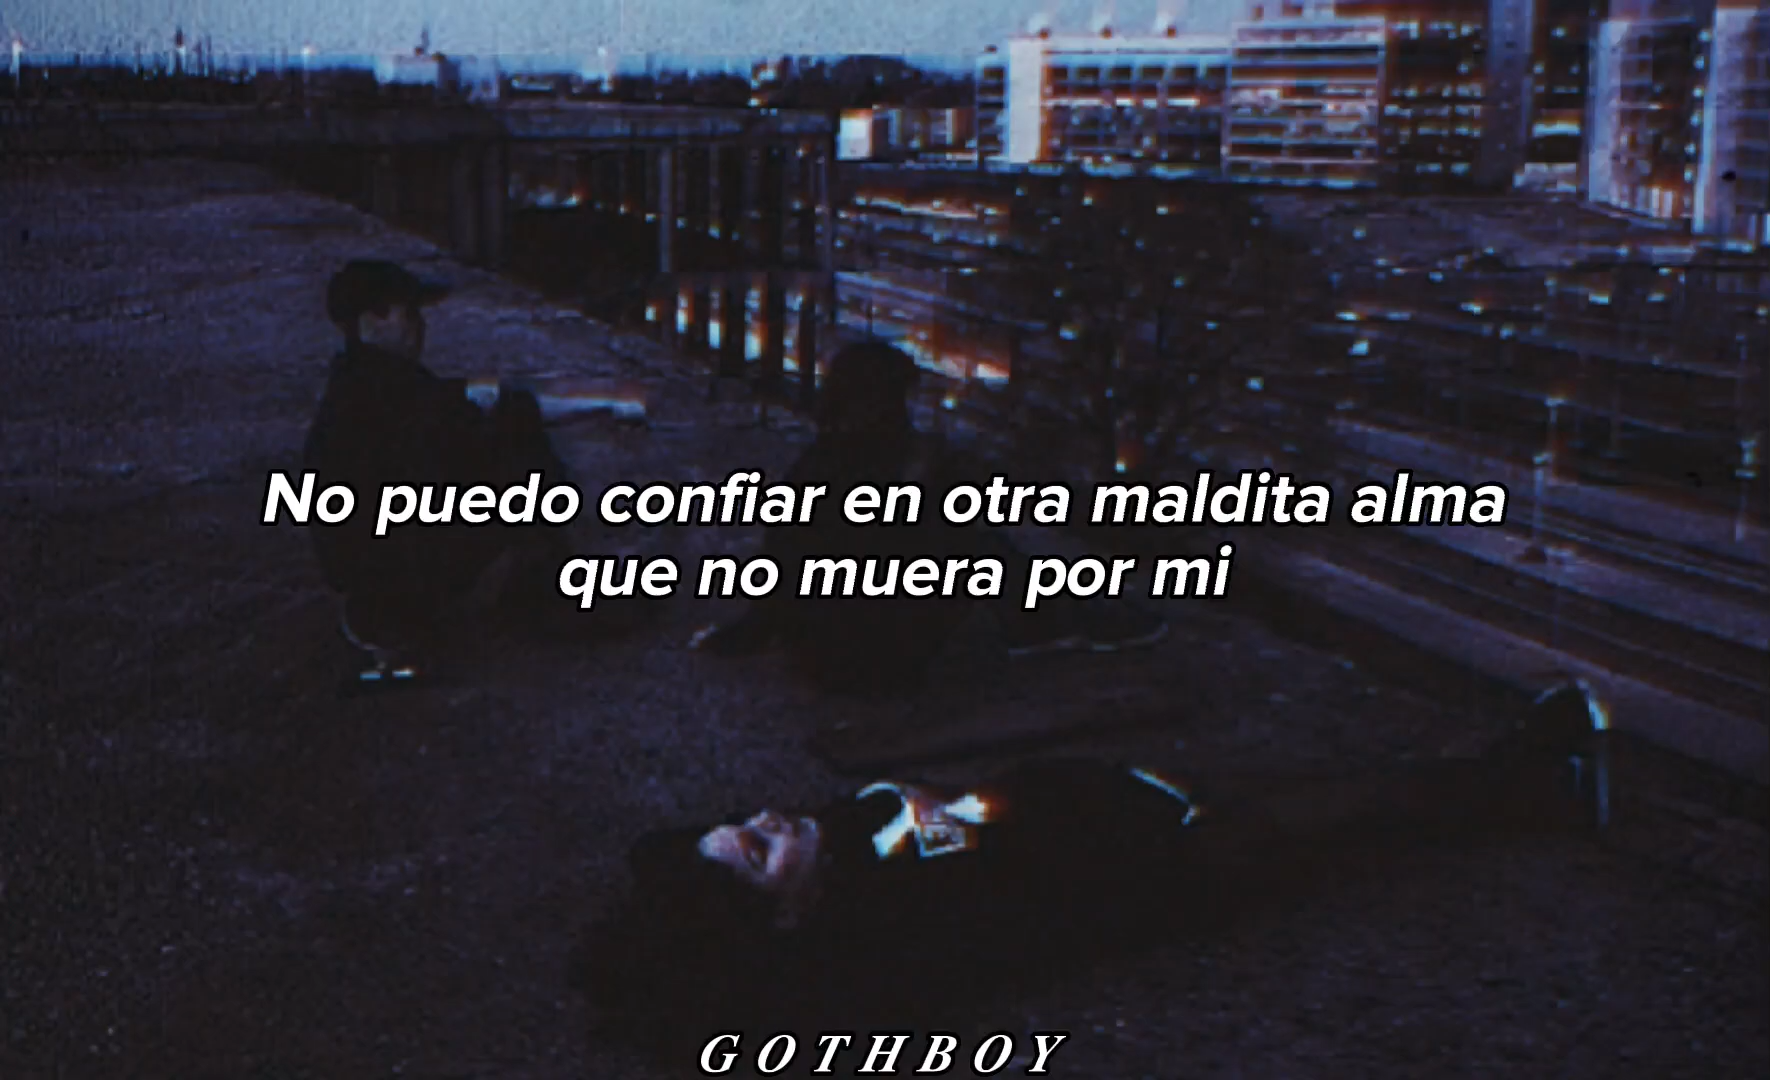 No puedo confiar en otra maldita alma
que no muera por mi
GOTHBOY